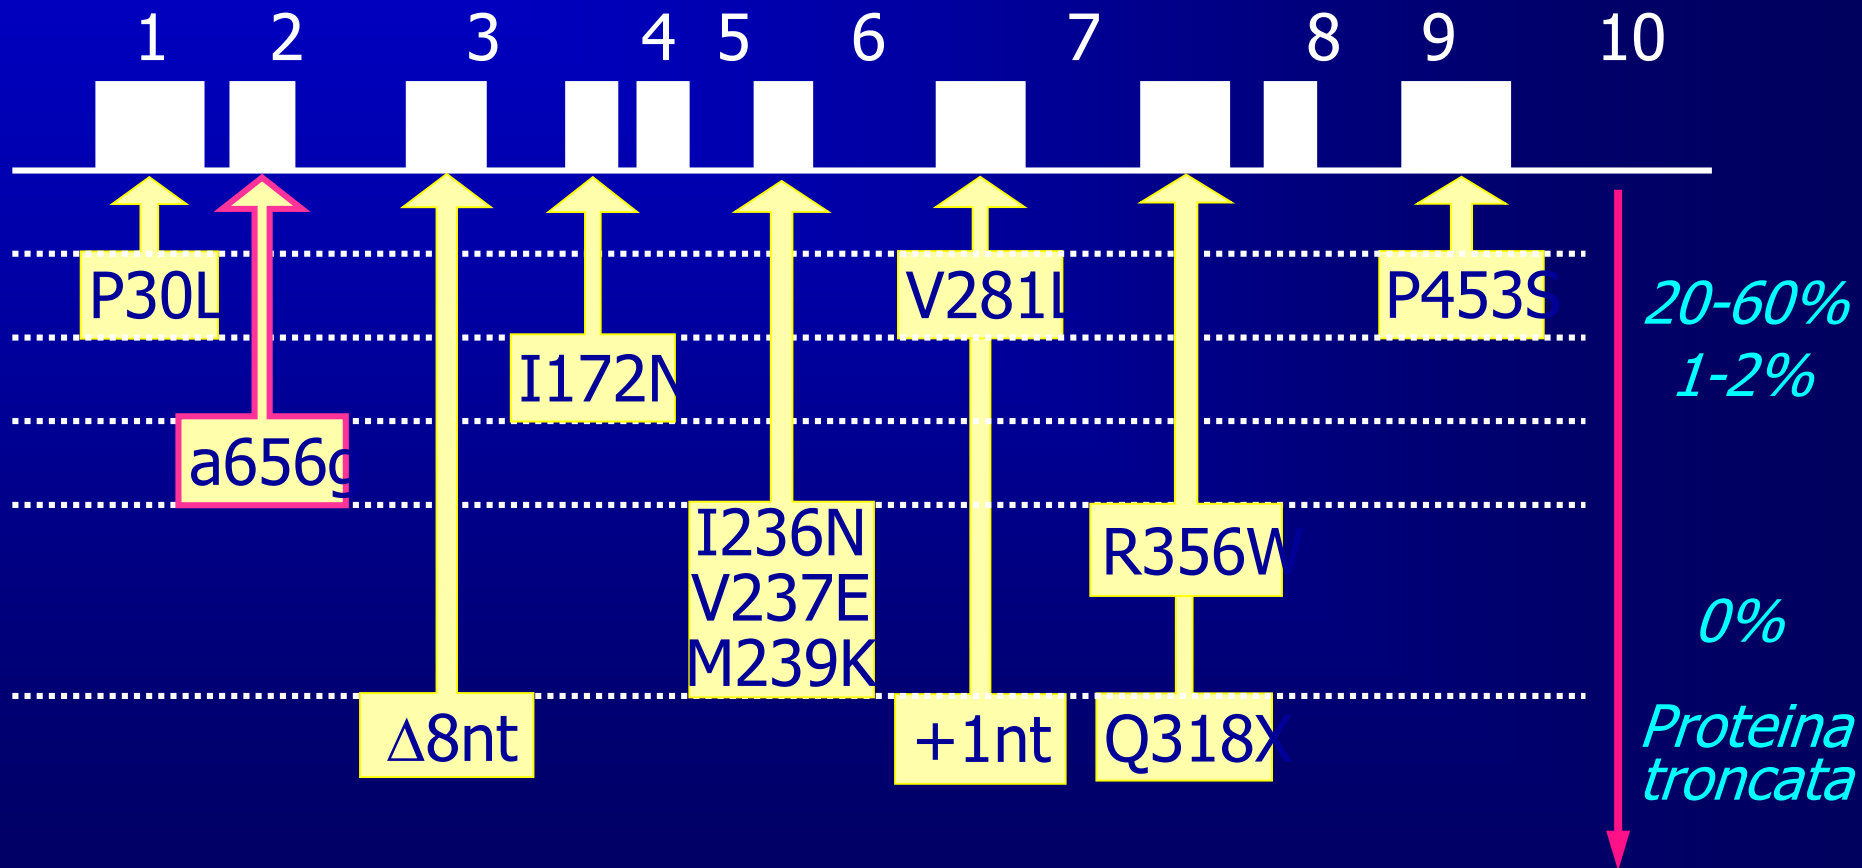 1 2 3 4 5 6 7 8 9 10
P30L V281L P453S 20-60%
I172N 1-2%
a656g
I236N
V237E
M239K
R356W
0%
Δ8nt +1nt Q318X
Proteina
troncata